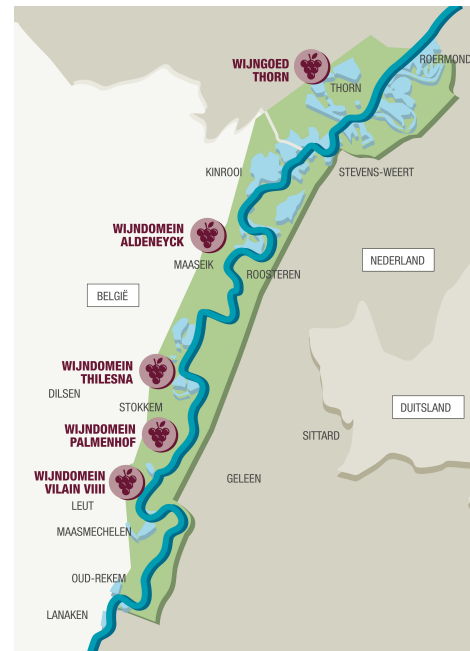 ROERMOND
WIJNGOED
THORN
THORN
KINROOI
STEVENS-WEERT
WIJNDOMEIN
ALDENEYCK
MAASEIK
ROOSTEREN
NEDERLAND
BELGIË
WIJNDOMEIN
THILESNA
DILSEN
STOKKEM
DUITSLAND
WIJNDOMEIN
PALMENHOF
SITTARD
WIJNDOMEIN
VILAIN VIIII
LEUT
GELEEN
MAASMECHELEN
OUD-REKEM
LANAKEN